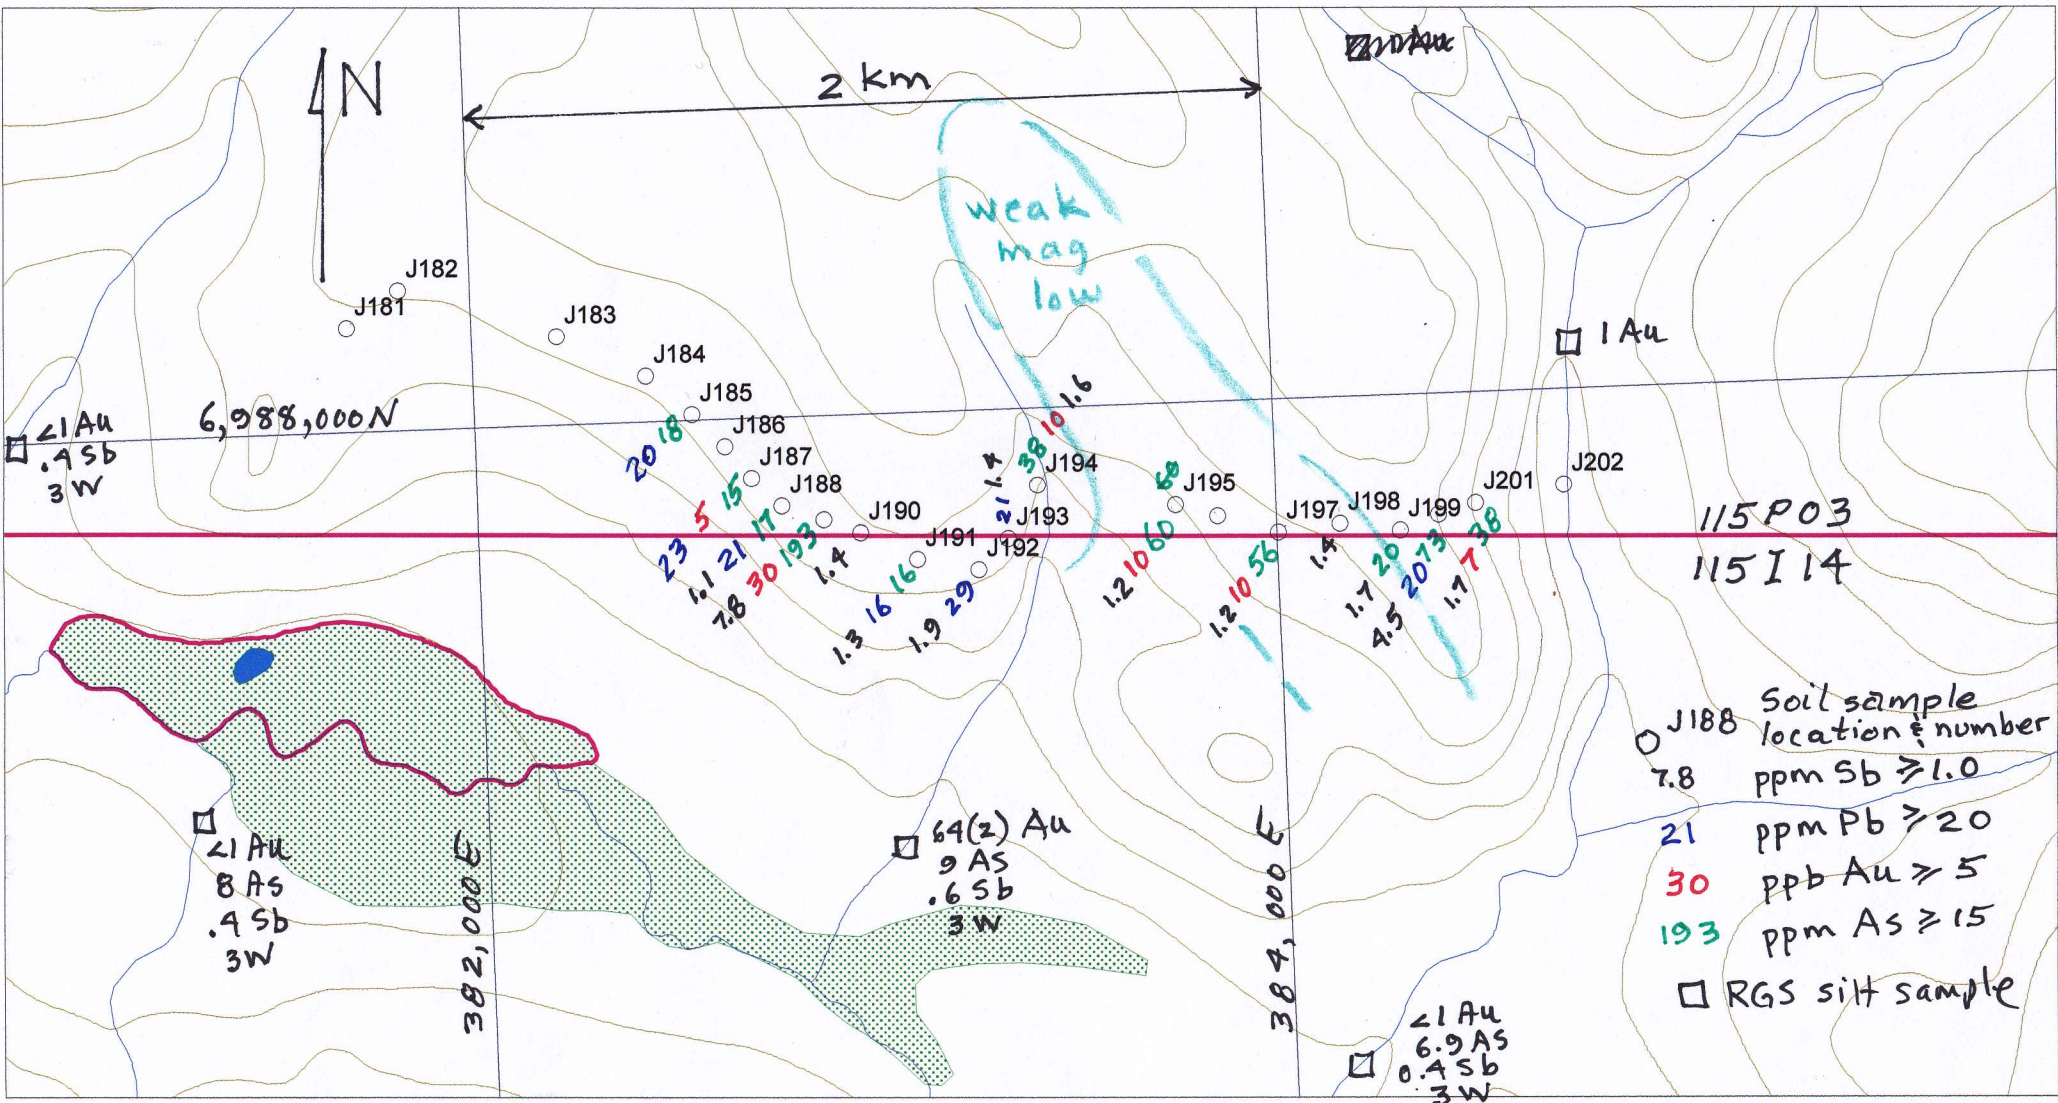 N
2 km
weak
mag
low
J182
J181
J183
J184
J185
J186
J187
J188
J190
J191
J192
J193
J194
J195
J197
J198
J199
J201
J202
1 Au
<1 Au
.4 Sb
3 W
6,988,000 N
18
20
15
5
17
23
21
193
1.1
30
7.8
1.4
16
16
1.3
29
1.9
21
1.4
38
10
1.6
68
60
10
1.2
56
10
1.2
1.4
20
1.7
73
20
4.5
38
7
1.7
115P03
115I14
<1 Au
8 As
.4 Sb
3W
382,000 E
64(2) Au
9 As
.6 Sb
3 W
384,000 E
<1 Au
6.9 As
0.4 Sb
3 W
J188 Soil sample
location & number
7.8 ppm Sb ≥ 1.0
21 ppm Pb ≥ 20
30 ppb Au ≥ 5
193 ppm As ≥ 15
RGS silt sample